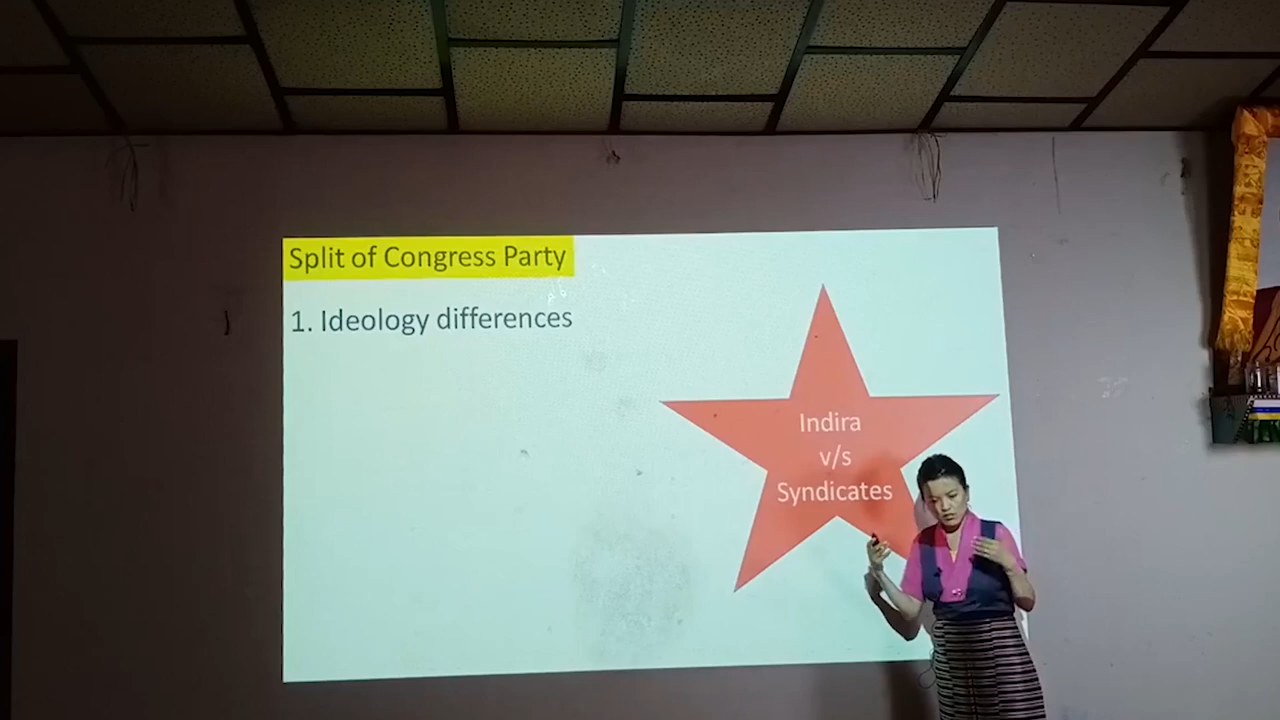 Split of Congress Party
1. Ideology differences
Indira
v/s
Syndicates